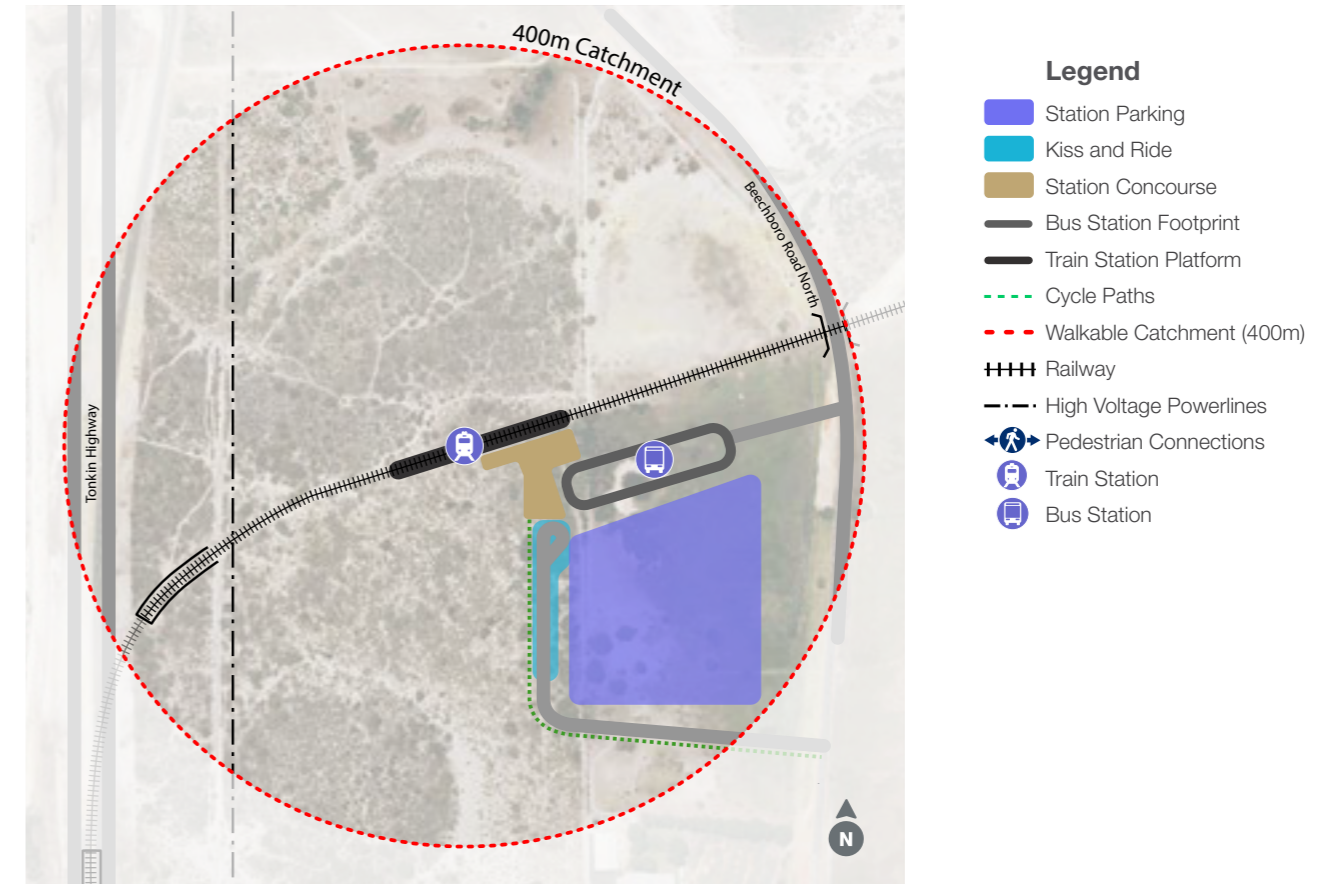 400m Catchment
Beechboro Road North
Tonkin Highway
N
Legend
Station Parking
Kiss and Ride
Station Concourse
Bus Station Footprint
Train Station Platform
Cycle Paths
Walkable Catchment (400m)
Railway
High Voltage Powerlines
Pedestrian Connections
Train Station
Bus Station